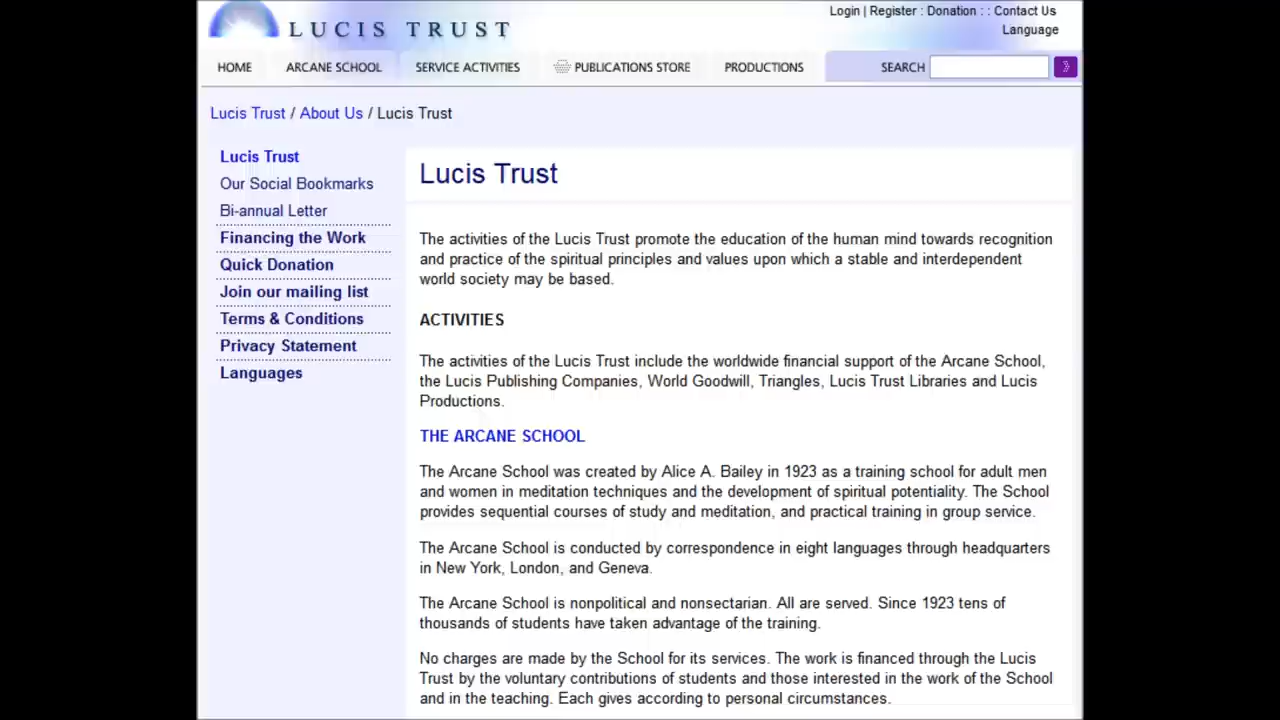 LUCIS TRUST
Login | Register : Donation : : Contact Us
Language
HOME ARCANE SCHOOL SERVICE ACTIVITIES PUBLICATIONS STORE PRODUCTIONS SEARCH
Lucis Trust / About Us / Lucis Trust
Lucis Trust
Our Social Bookmarks
Bi-annual Letter
Financing the Work
Quick Donation
Join our mailing list
Terms & Conditions
Privacy Statement
Languages
Lucis Trust
The activities of the Lucis Trust promote the education of the human mind towards recognition
and practice of the spiritual principles and values upon which a stable and interdependent
world society may be based.
ACTIVITIES
The activities of the Lucis Trust include the worldwide financial support of the Arcane School,
the Lucis Publishing Companies, World Goodwill, Triangles, Lucis Trust Libraries and Lucis
Productions.
THE ARCANE SCHOOL
The Arcane School was created by Alice A. Bailey in 1923 as a training school for adult men
and women in meditation techniques and the development of spiritual potentiality. The School
provides sequential courses of study and meditation, and practical training in group service.
The Arcane School is conducted by correspondence in eight languages through headquarters
in New York, London, and Geneva.
The Arcane School is nonpolitical and nonsectarian. All are served. Since 1923 tens of
thousands of students have taken advantage of the training.
No charges are made by the School for its services. The work is financed through the Lucis
Trust by the voluntary contributions of students and those interested in the work of the School
and in the teaching. Each gives according to personal circumstances.